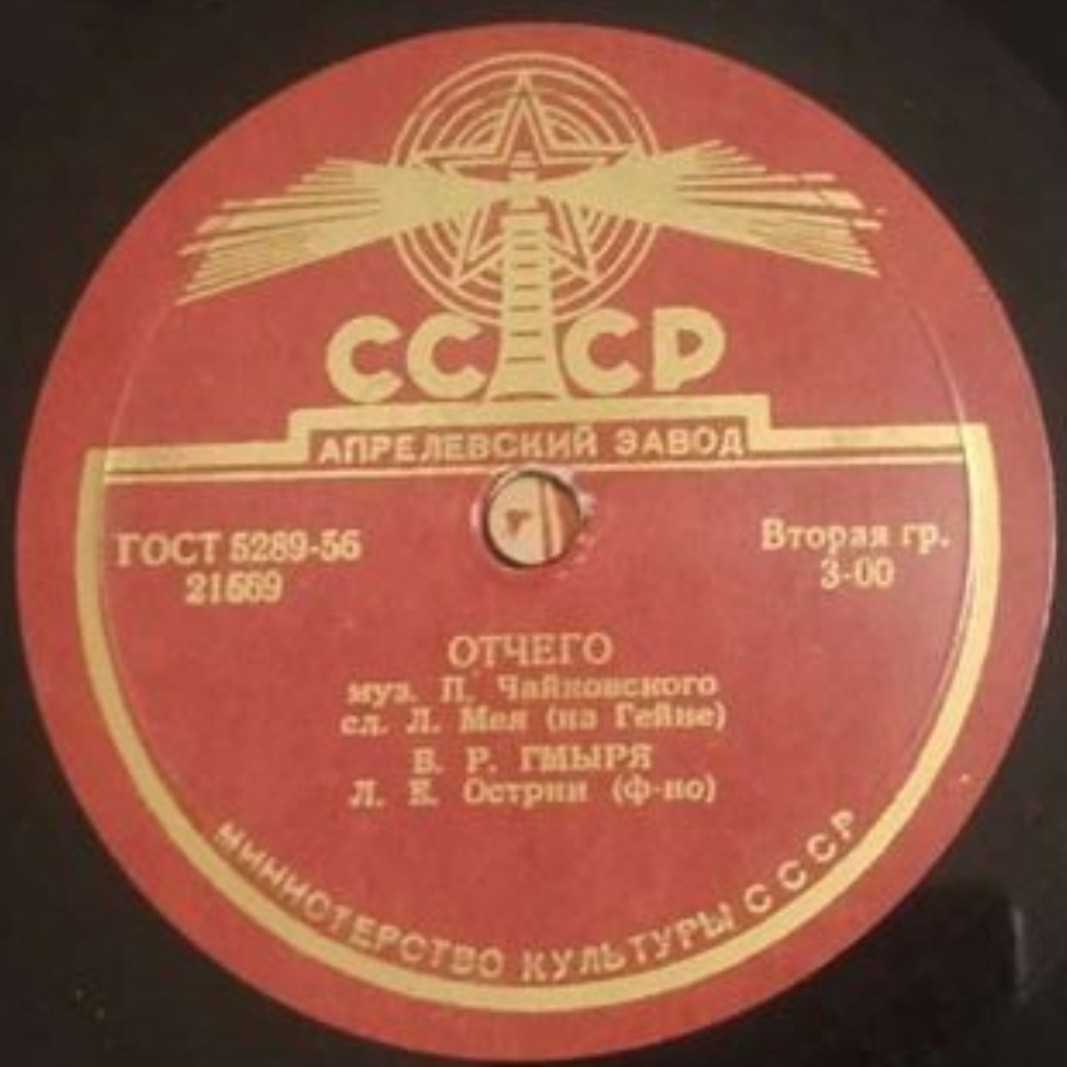 СССР
АПРЕЛЕВСКИЙ ЗАВОД
ГОСТ 5289-56
21569
Вторая гр.
3-00
ОТЧЕГО
муз. П. Чайковского
сл. Л. Мея (из Гейне)
Б. Р. ГМЫРЯ
Л. Е. Острин (ф-но)
МИНИСТЕРСТВО КУЛЬТУРЫ СССР